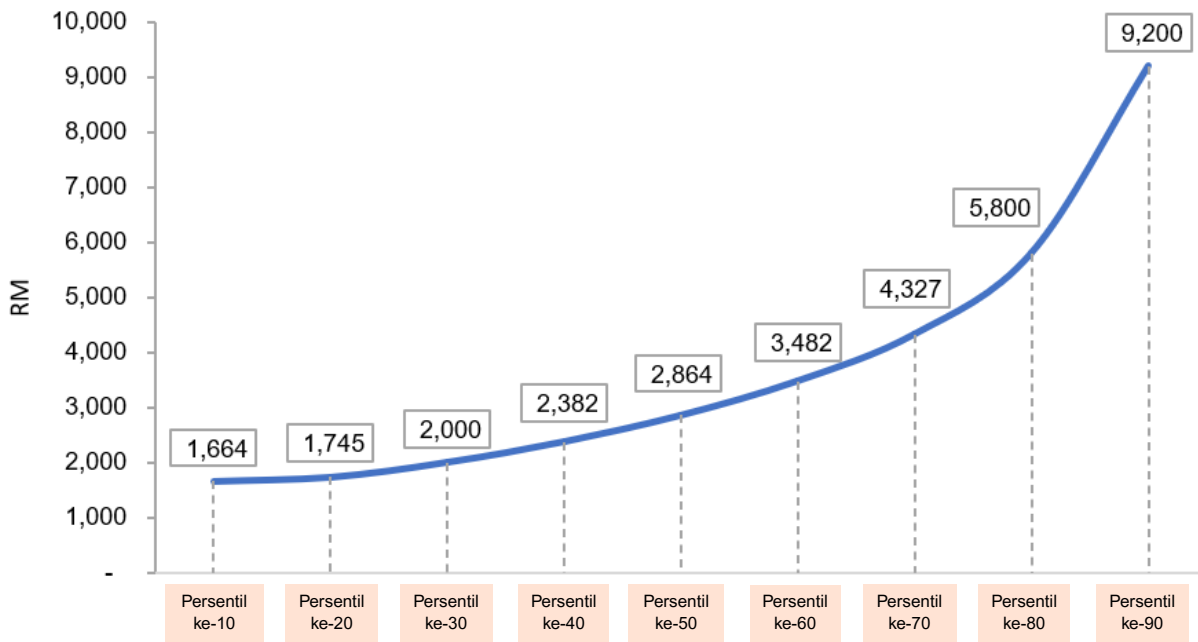 10,000
9,000
8,000
7,000
6,000
5,000
4,000
3,000
2,000
1,000
-
RM
1,664
1,745
2,000
2,382
2,864
3,482
4,327
5,800
9,200
Persentil
ke-10
Persentil
ke-20
Persentil
ke-30
Persentil
ke-40
Persentil
ke-50
Persentil
ke-60
Persentil
ke-70
Persentil
ke-80
Persentil
ke-90